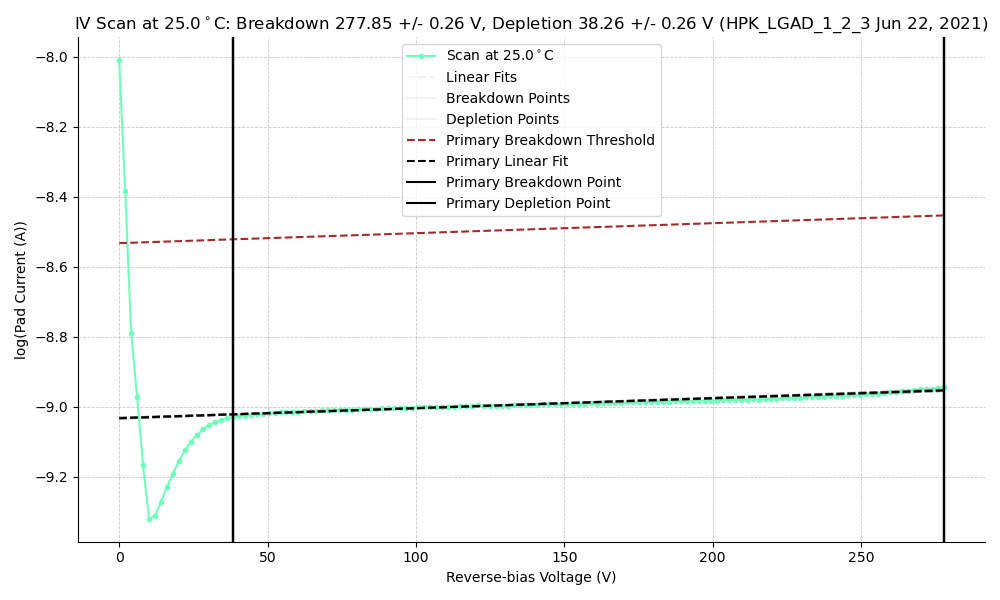 IV Scan at 25.0°C: Breakdown 277.85 +/- 0.26 V, Depletion 38.26 +/- 0.26 V (HPK_LGAD_1_2_3 Jun 22, 2021)
Scan at 25.0°C
Linear Fits
Breakdown Points
Depletion Points
Primary Breakdown Threshold
Primary Linear Fit
Primary Breakdown Point
Primary Depletion Point
log(Pad Current (A))
−8.0
−8.2
−8.4
−8.6
−8.8
−9.0
−9.2
0 50 100 150 200 250
Reverse-bias Voltage (V)